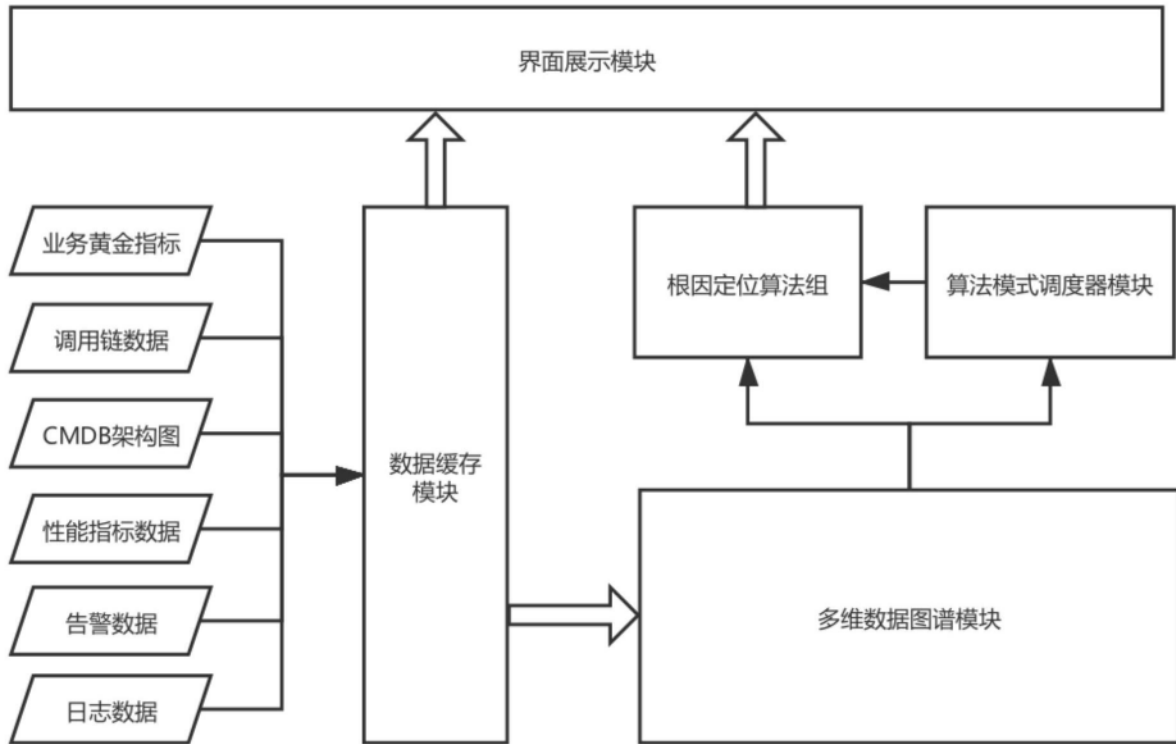 界面展示模块
业务黄金指标
调用链数据
CMDB架构图
性能指标数据
告警数据
日志数据
数据缓存
模块
根因定位算法组
算法模式调度器模块
多维数据图谱模块